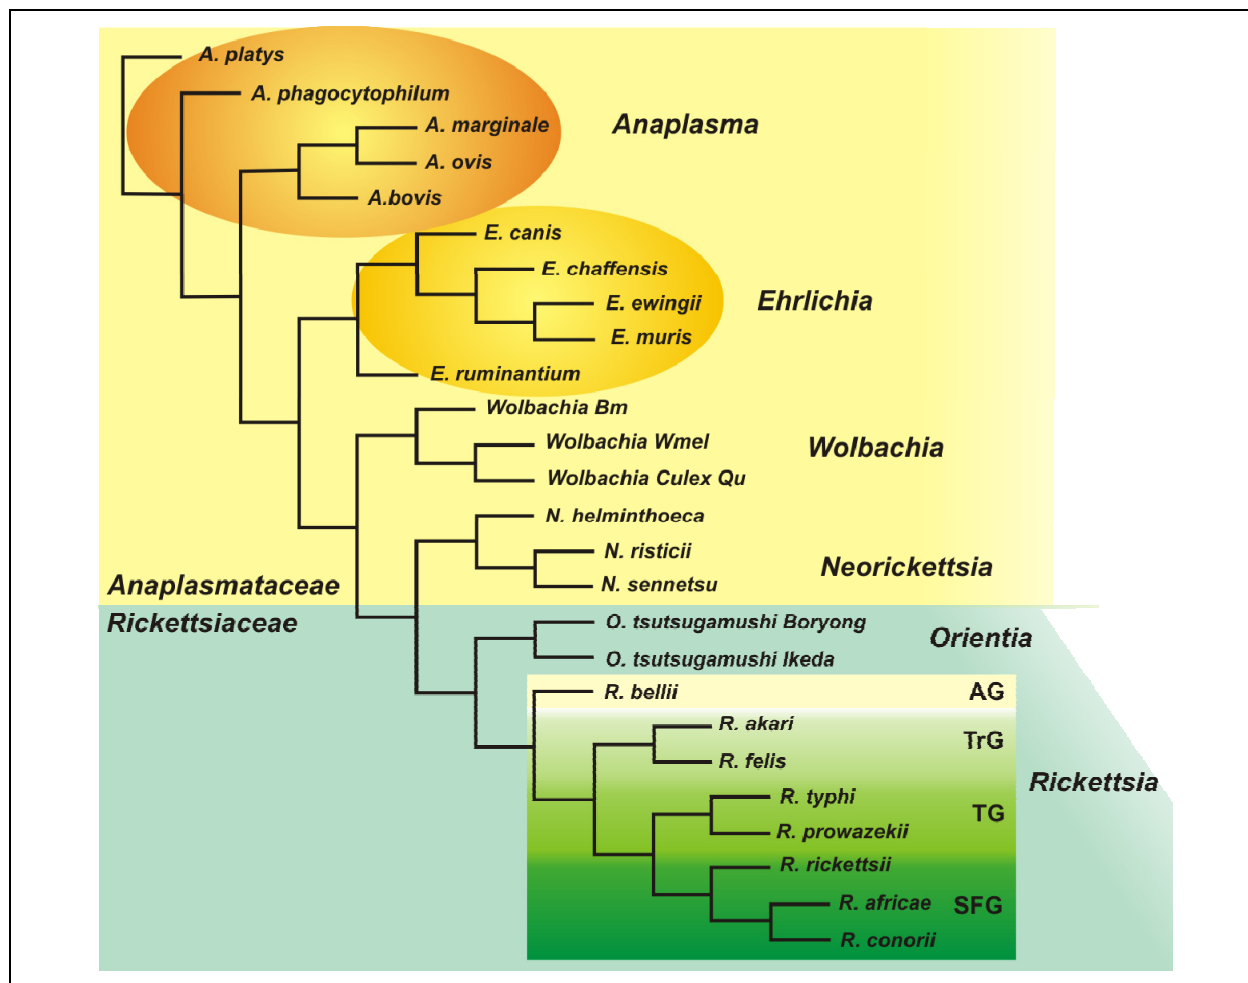 A. platys
A. phagocytophilum
A. marginale
Anaplasma
A. ovis
A.bovis
E. canis
E. chaffensis
E. ewingii
Ehrlichia
E. muris
E. ruminantium
Wolbachia Bm
Wolbachia Wmel
Wolbachia
Wolbachia Culex Qu
N. helminthoeca
N. risticii
Neorickettsia
N. sennetsu
Anaplasmataceae
Rickettsiaceae
O. tsutsugamushi Boryong
Orientia
O. tsutsugamushi Ikeda
R. bellii
AG
R. akari
TrG
R. felis
Rickettsia
R. typhi
TG
R. prowazekii
R. rickettsii
R. africae
SFG
R. conorii